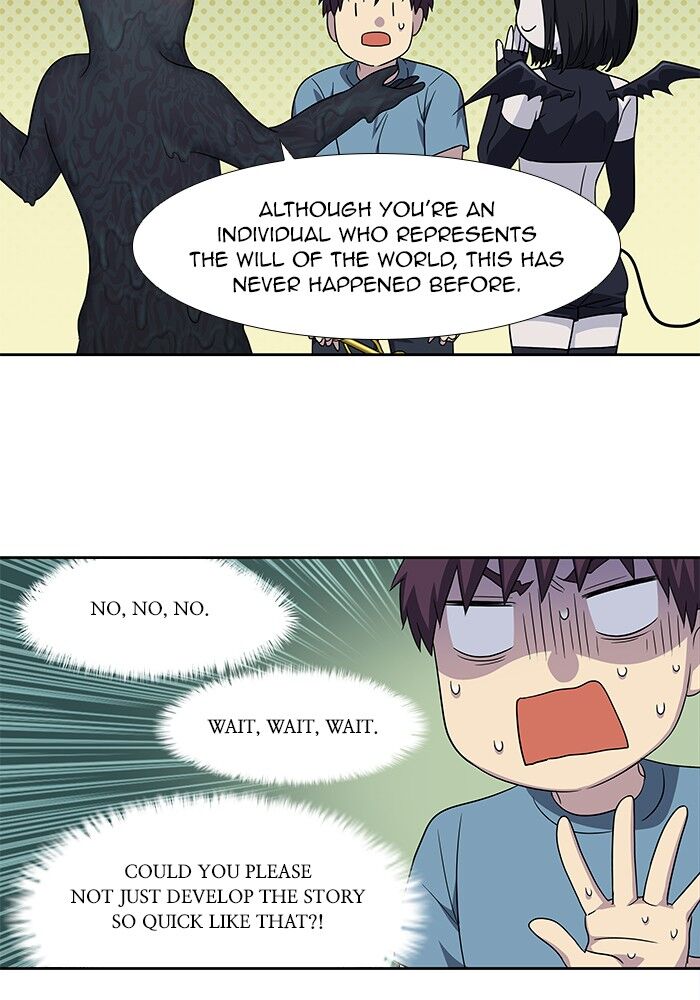 ALTHOUGH YOU'RE AN
INDIVIDUAL WHO REPRESENTS
THE WILL OF THE WORLD, THIS HAS
NEVER HAPPENED BEFORE.
NO, NO, NO.
WAIT, WAIT, WAIT.
COULD YOU PLEASE
NOT JUST DEVELOP THE STORY
SO QUICK LIKE THAT?!